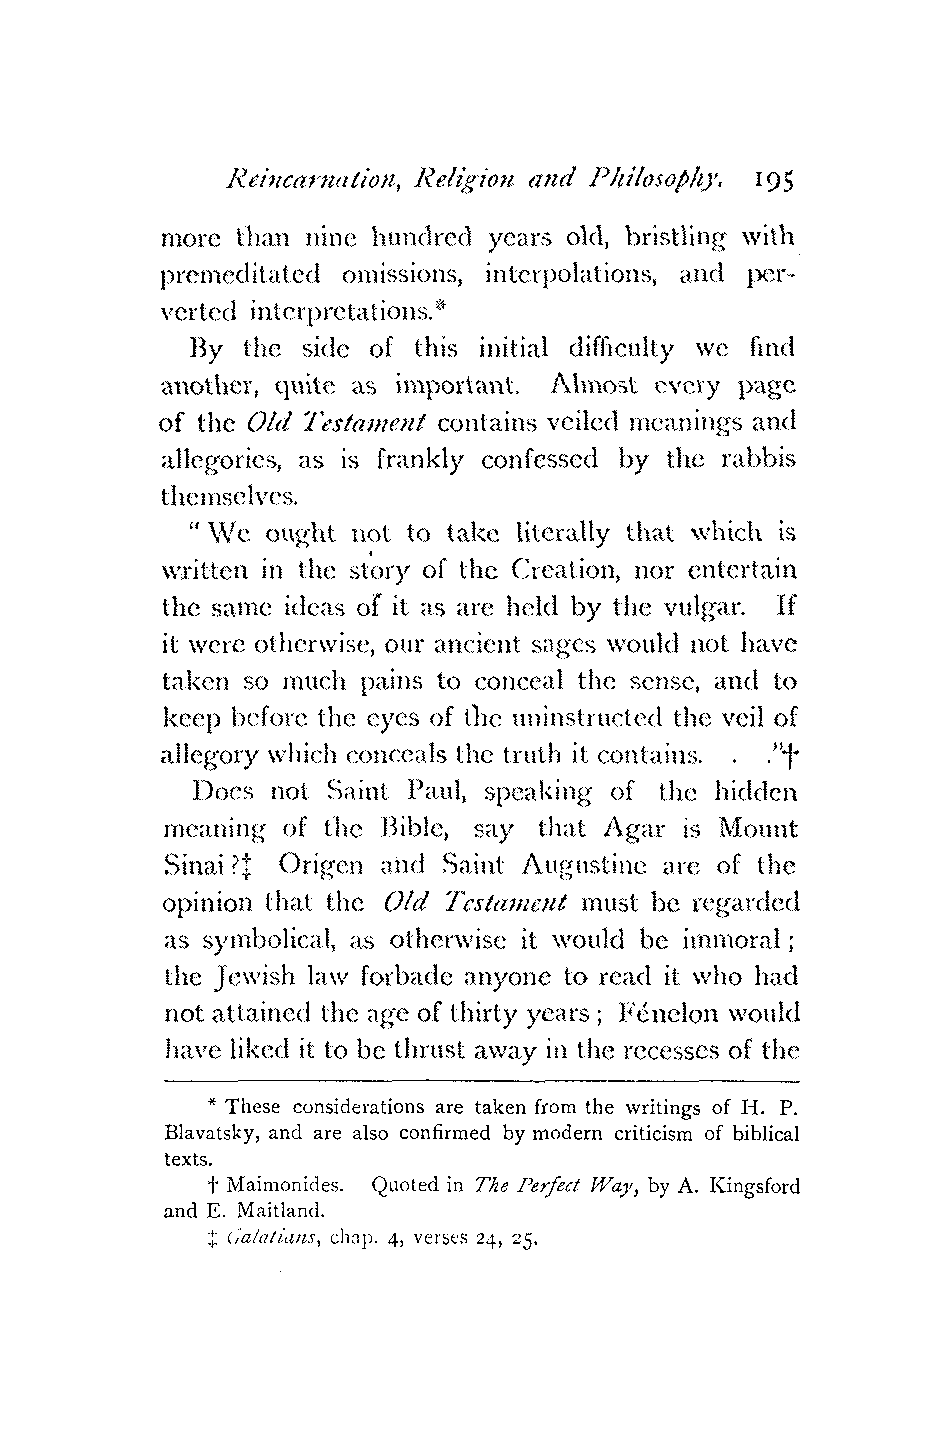 Reincarnation, Religion and Philosophy. 195
more than nine hundred years old, bristling with
premeditated omissions, interpolations, and per-
verted interpretations.*
By the side of this initial difficulty we find
another, quite as important. Almost every page
of the Old Testament contains veiled meanings and
allegories, as is frankly confessed by the rabbis
themselves.
"We ought not to take literally that which is
written in the story of the Creation, nor entertain
the same ideas of it as are held by the vulgar. If
it were otherwise, our ancient sages would not have
taken so much pains to conceal the sense, and to
keep before the eyes of the uninstructed the veil of
allegory which conceals the truth it contains. . ."†
Does not Saint Paul, speaking of the hidden
meaning of the Bible, say that Agar is Mount
Sinai?‡ Origen and Saint Augustine are of the
opinion that the Old Testament must be regarded
as symbolical, as otherwise it would be immoral;
the Jewish law forbade anyone to read it who had
not attained the age of thirty years; Fénelon would
have liked it to be thrust away in the recesses of the
* These considerations are taken from the writings of H. P.
Blavatsky, and are also confirmed by modern criticism of biblical
texts.
† Maimonides. Quoted in The Perfect Way, by A. Kingsford
and E. Maitland.
‡ Galatians, chap. 4, verses 24, 25.